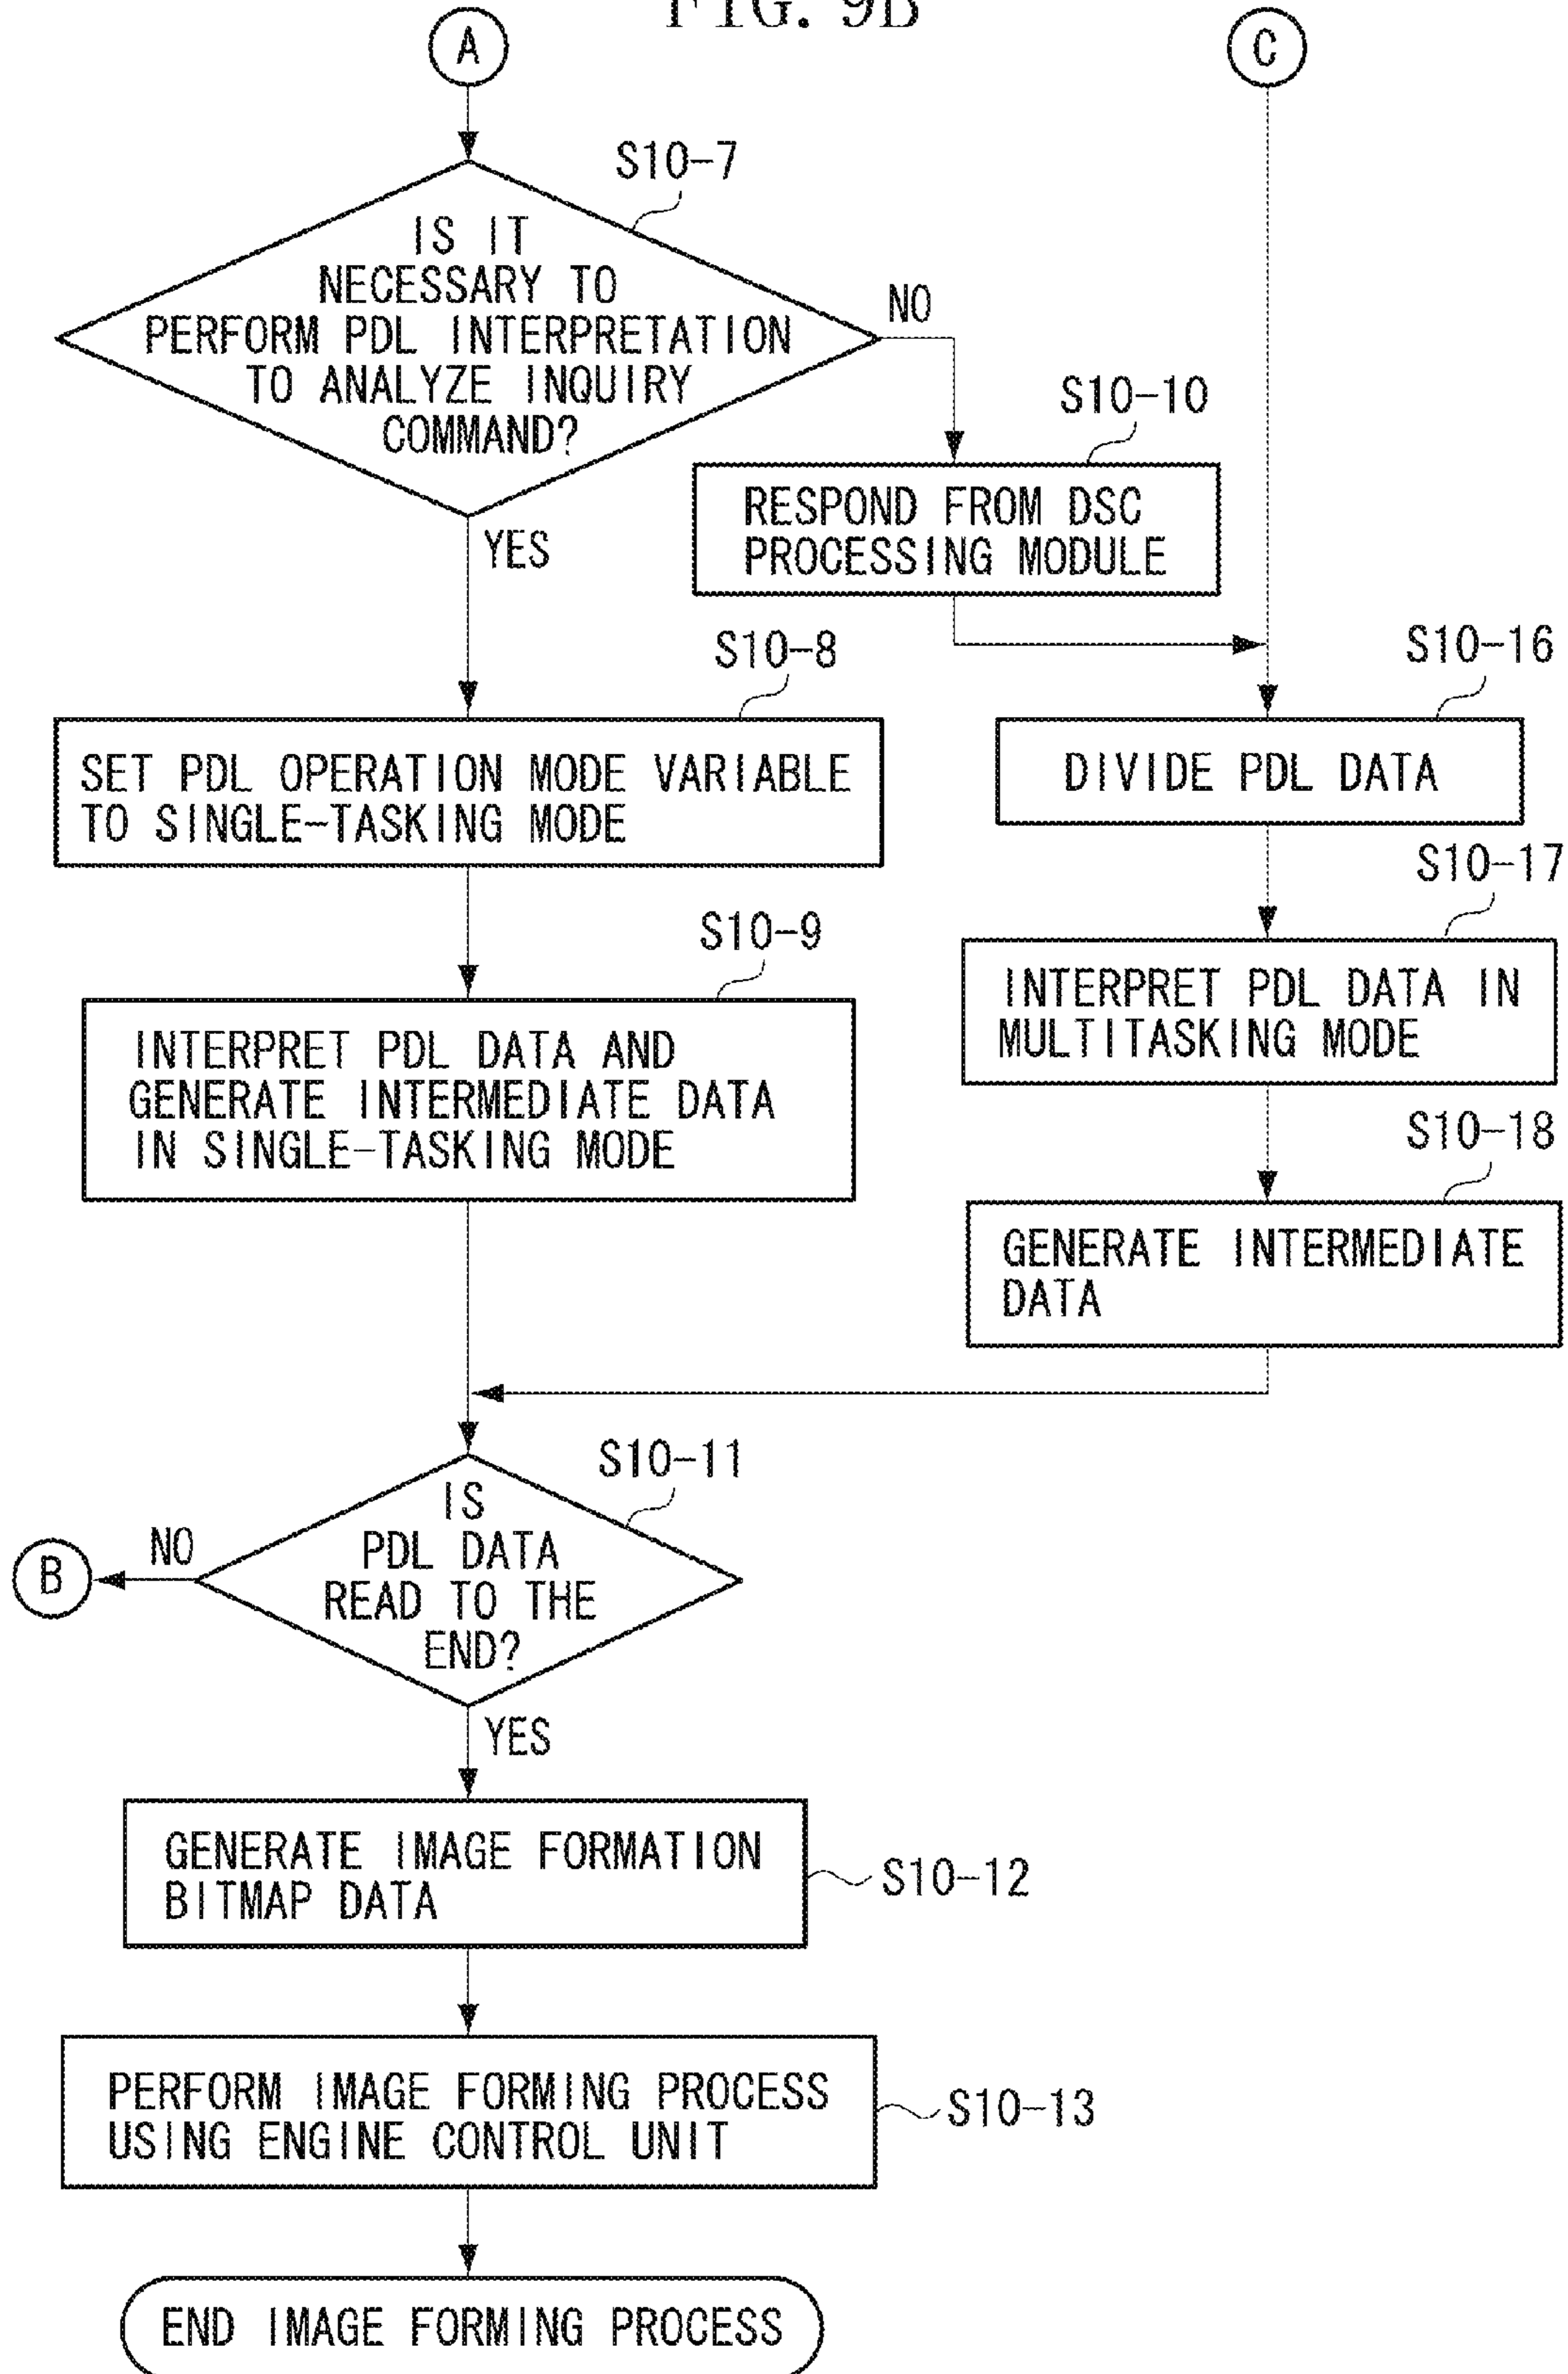 FIG. 9B
A
C
S10-7
IS IT
NECESSARY TO
PERFORM PDL INTERPRETATION
TO ANALYZE INQUIRY
COMMAND?
NO
S10-10
RESPOND FROM DSC
PROCESSING MODULE
YES
S10-8
S10-16
SET PDL OPERATION MODE VARIABLE
TO SINGLE-TASKING MODE
DIVIDE PDL DATA
S10-17
S10-9
INTERPRET PDL DATA IN
MULTITASKING MODE
INTERPRET PDL DATA AND
GENERATE INTERMEDIATE DATA
IN SINGLE-TASKING MODE
S10-18
GENERATE INTERMEDIATE
DATA
S10-11
IS
PDL DATA
READ TO THE
END?
NO
B
YES
GENERATE IMAGE FORMATION
BITMAP DATA
S10-12
PERFORM IMAGE FORMING PROCESS
USING ENGINE CONTROL UNIT
S10-13
END IMAGE FORMING PROCESS